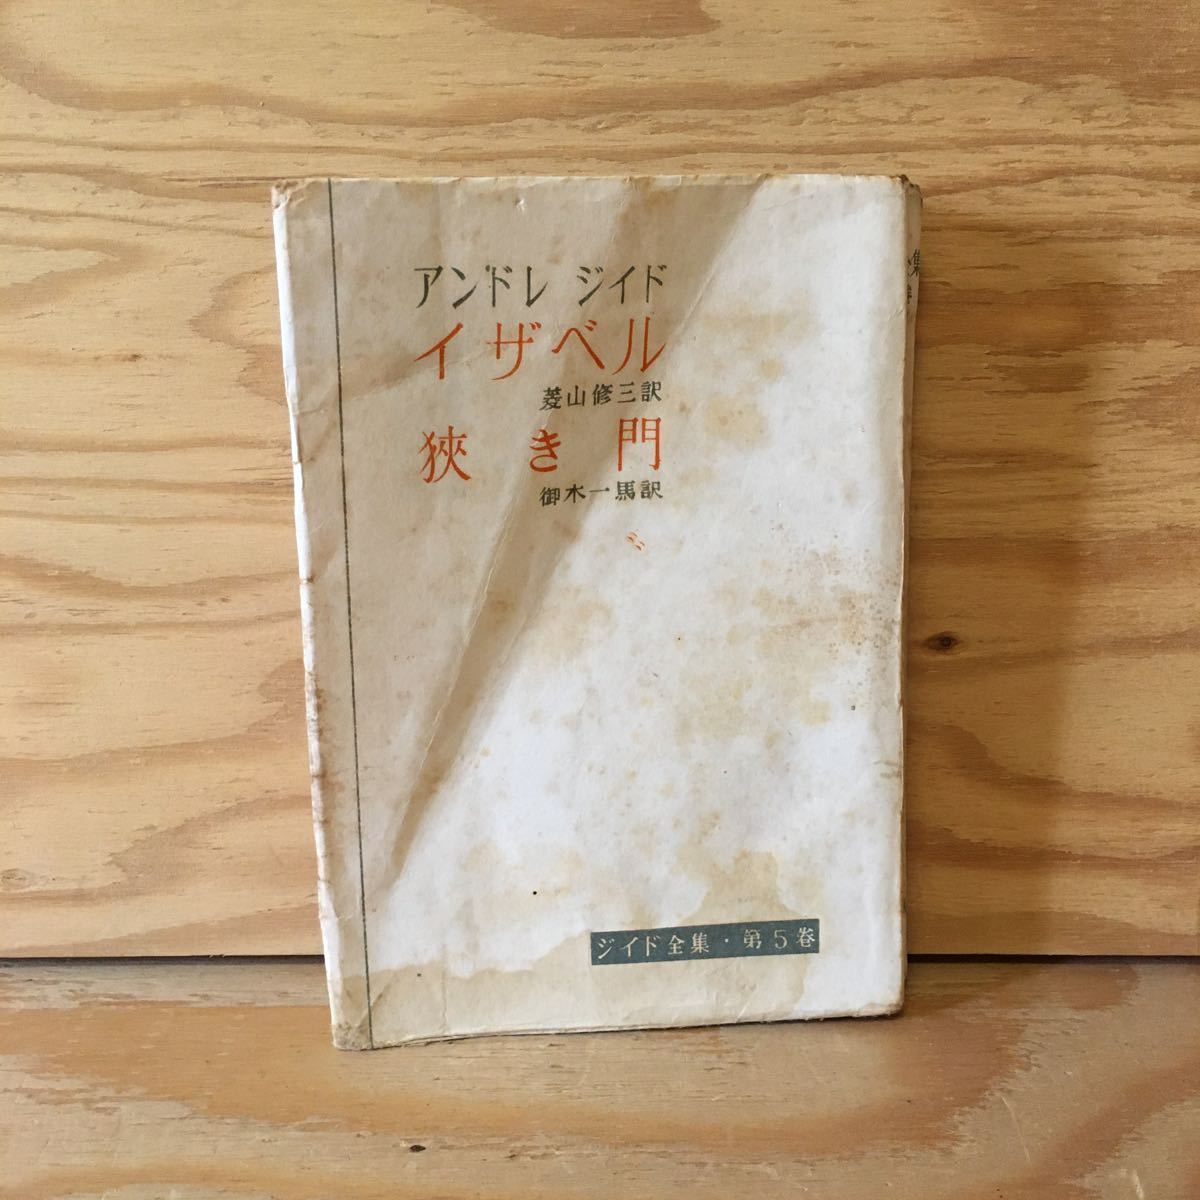 アンドレ ジイド
イザベル
菱山修三訳
狭き門
御木一馬訳
ジイド全集・第5巻